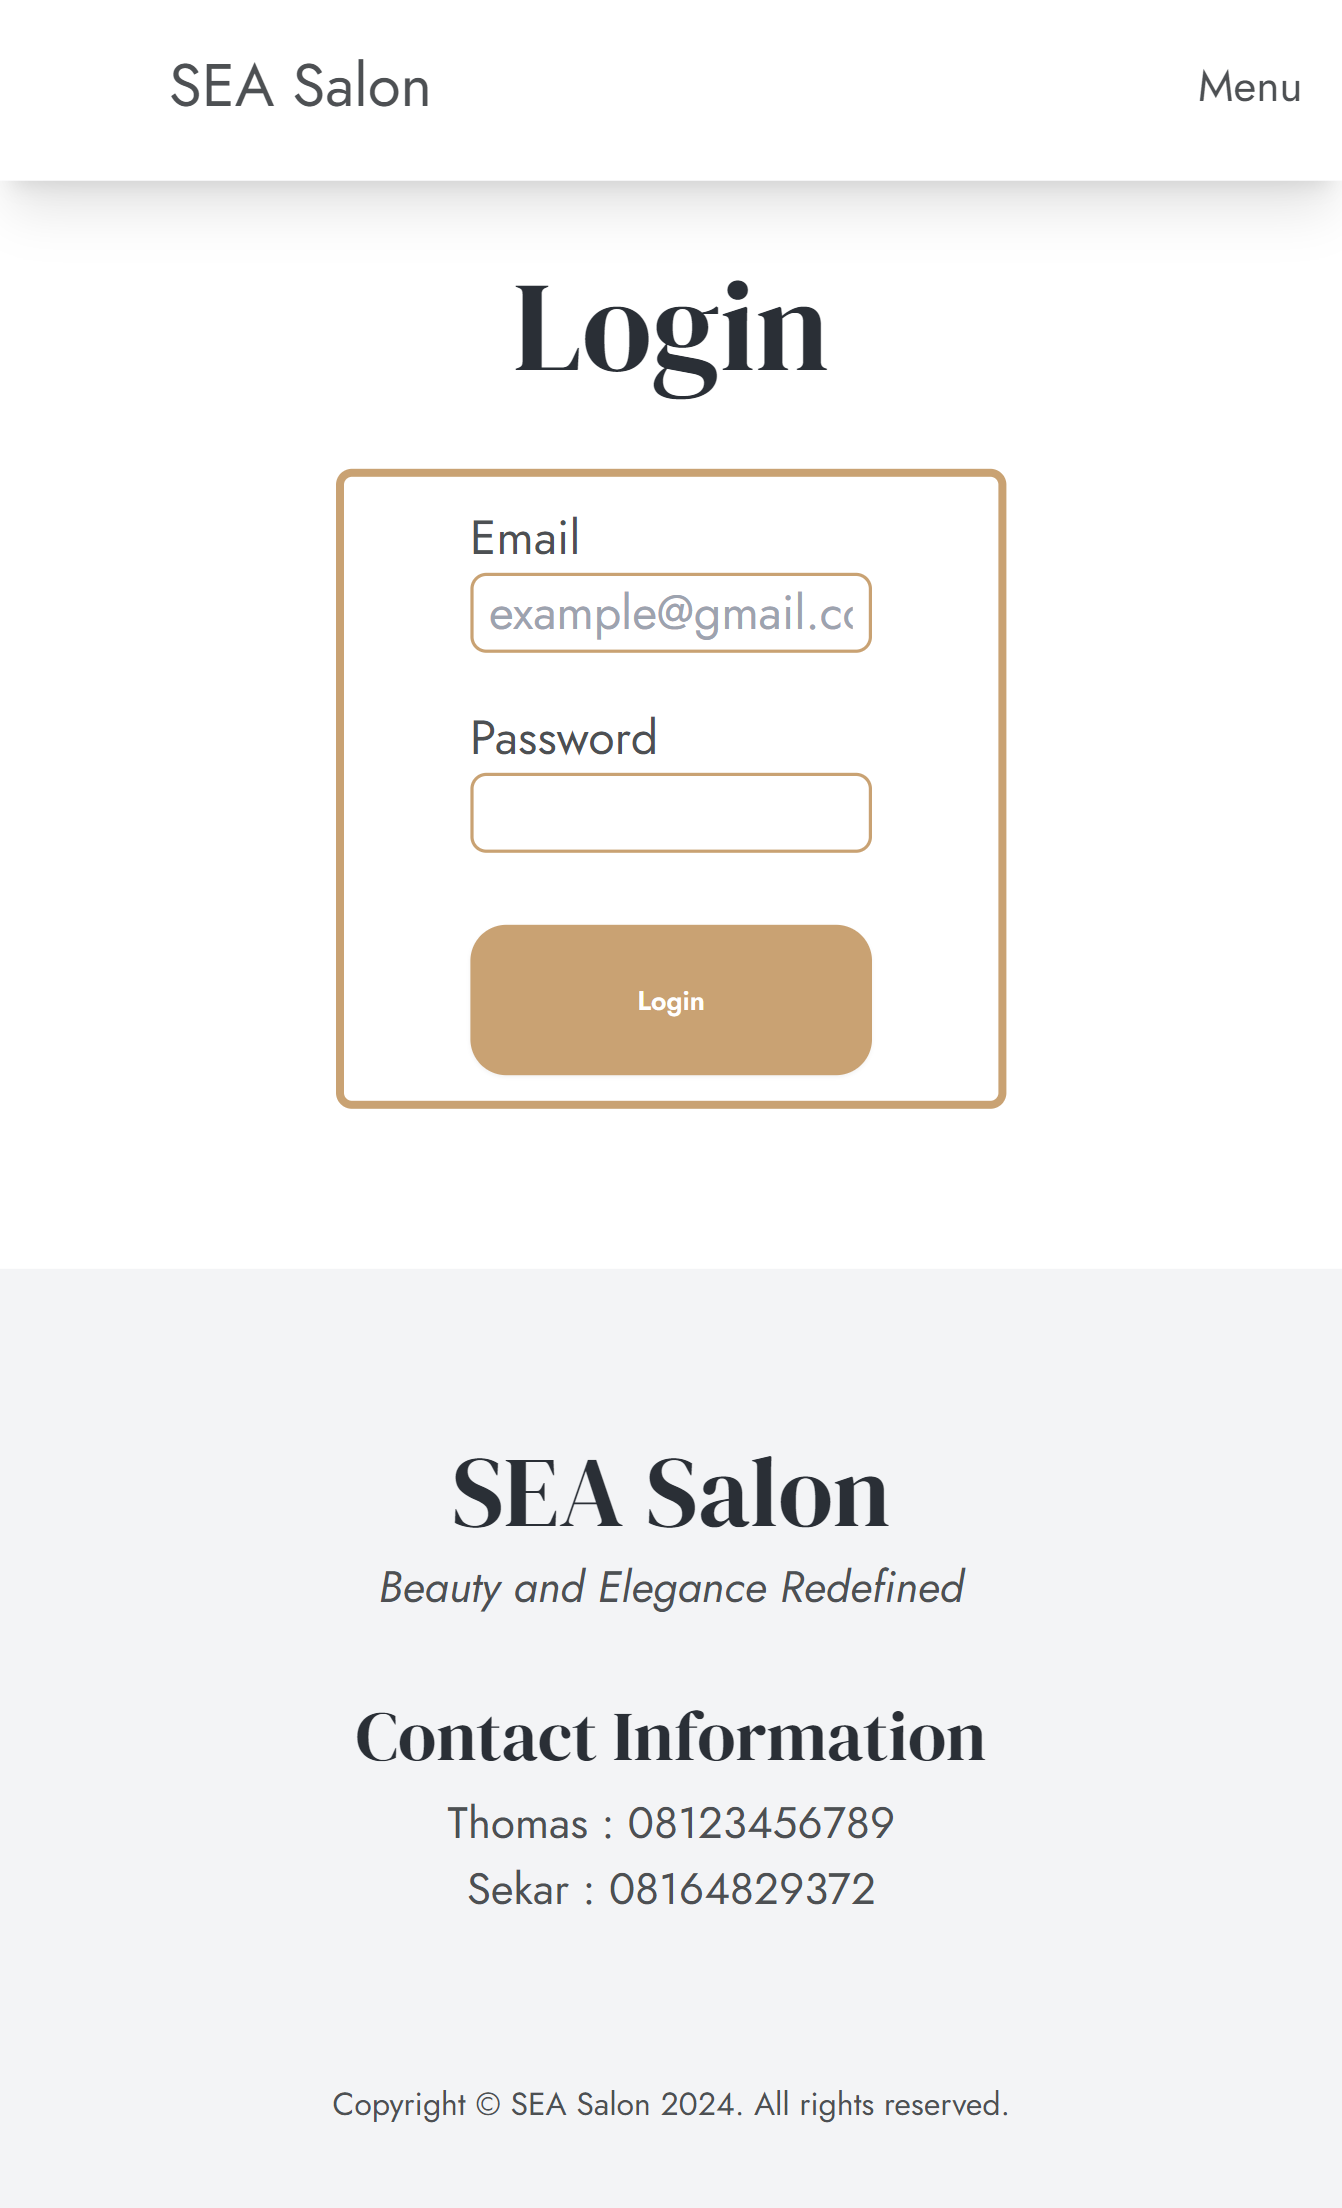 SEA Salon
Menu
Login
Email
example@gmail.cc
Password
Login
SEA Salon
Beauty and Elegance Redefined
Contact Information
Thomas : 08123456789
Sekar : 08164829372
Copyright © SEA Salon 2024. All rights reserved.